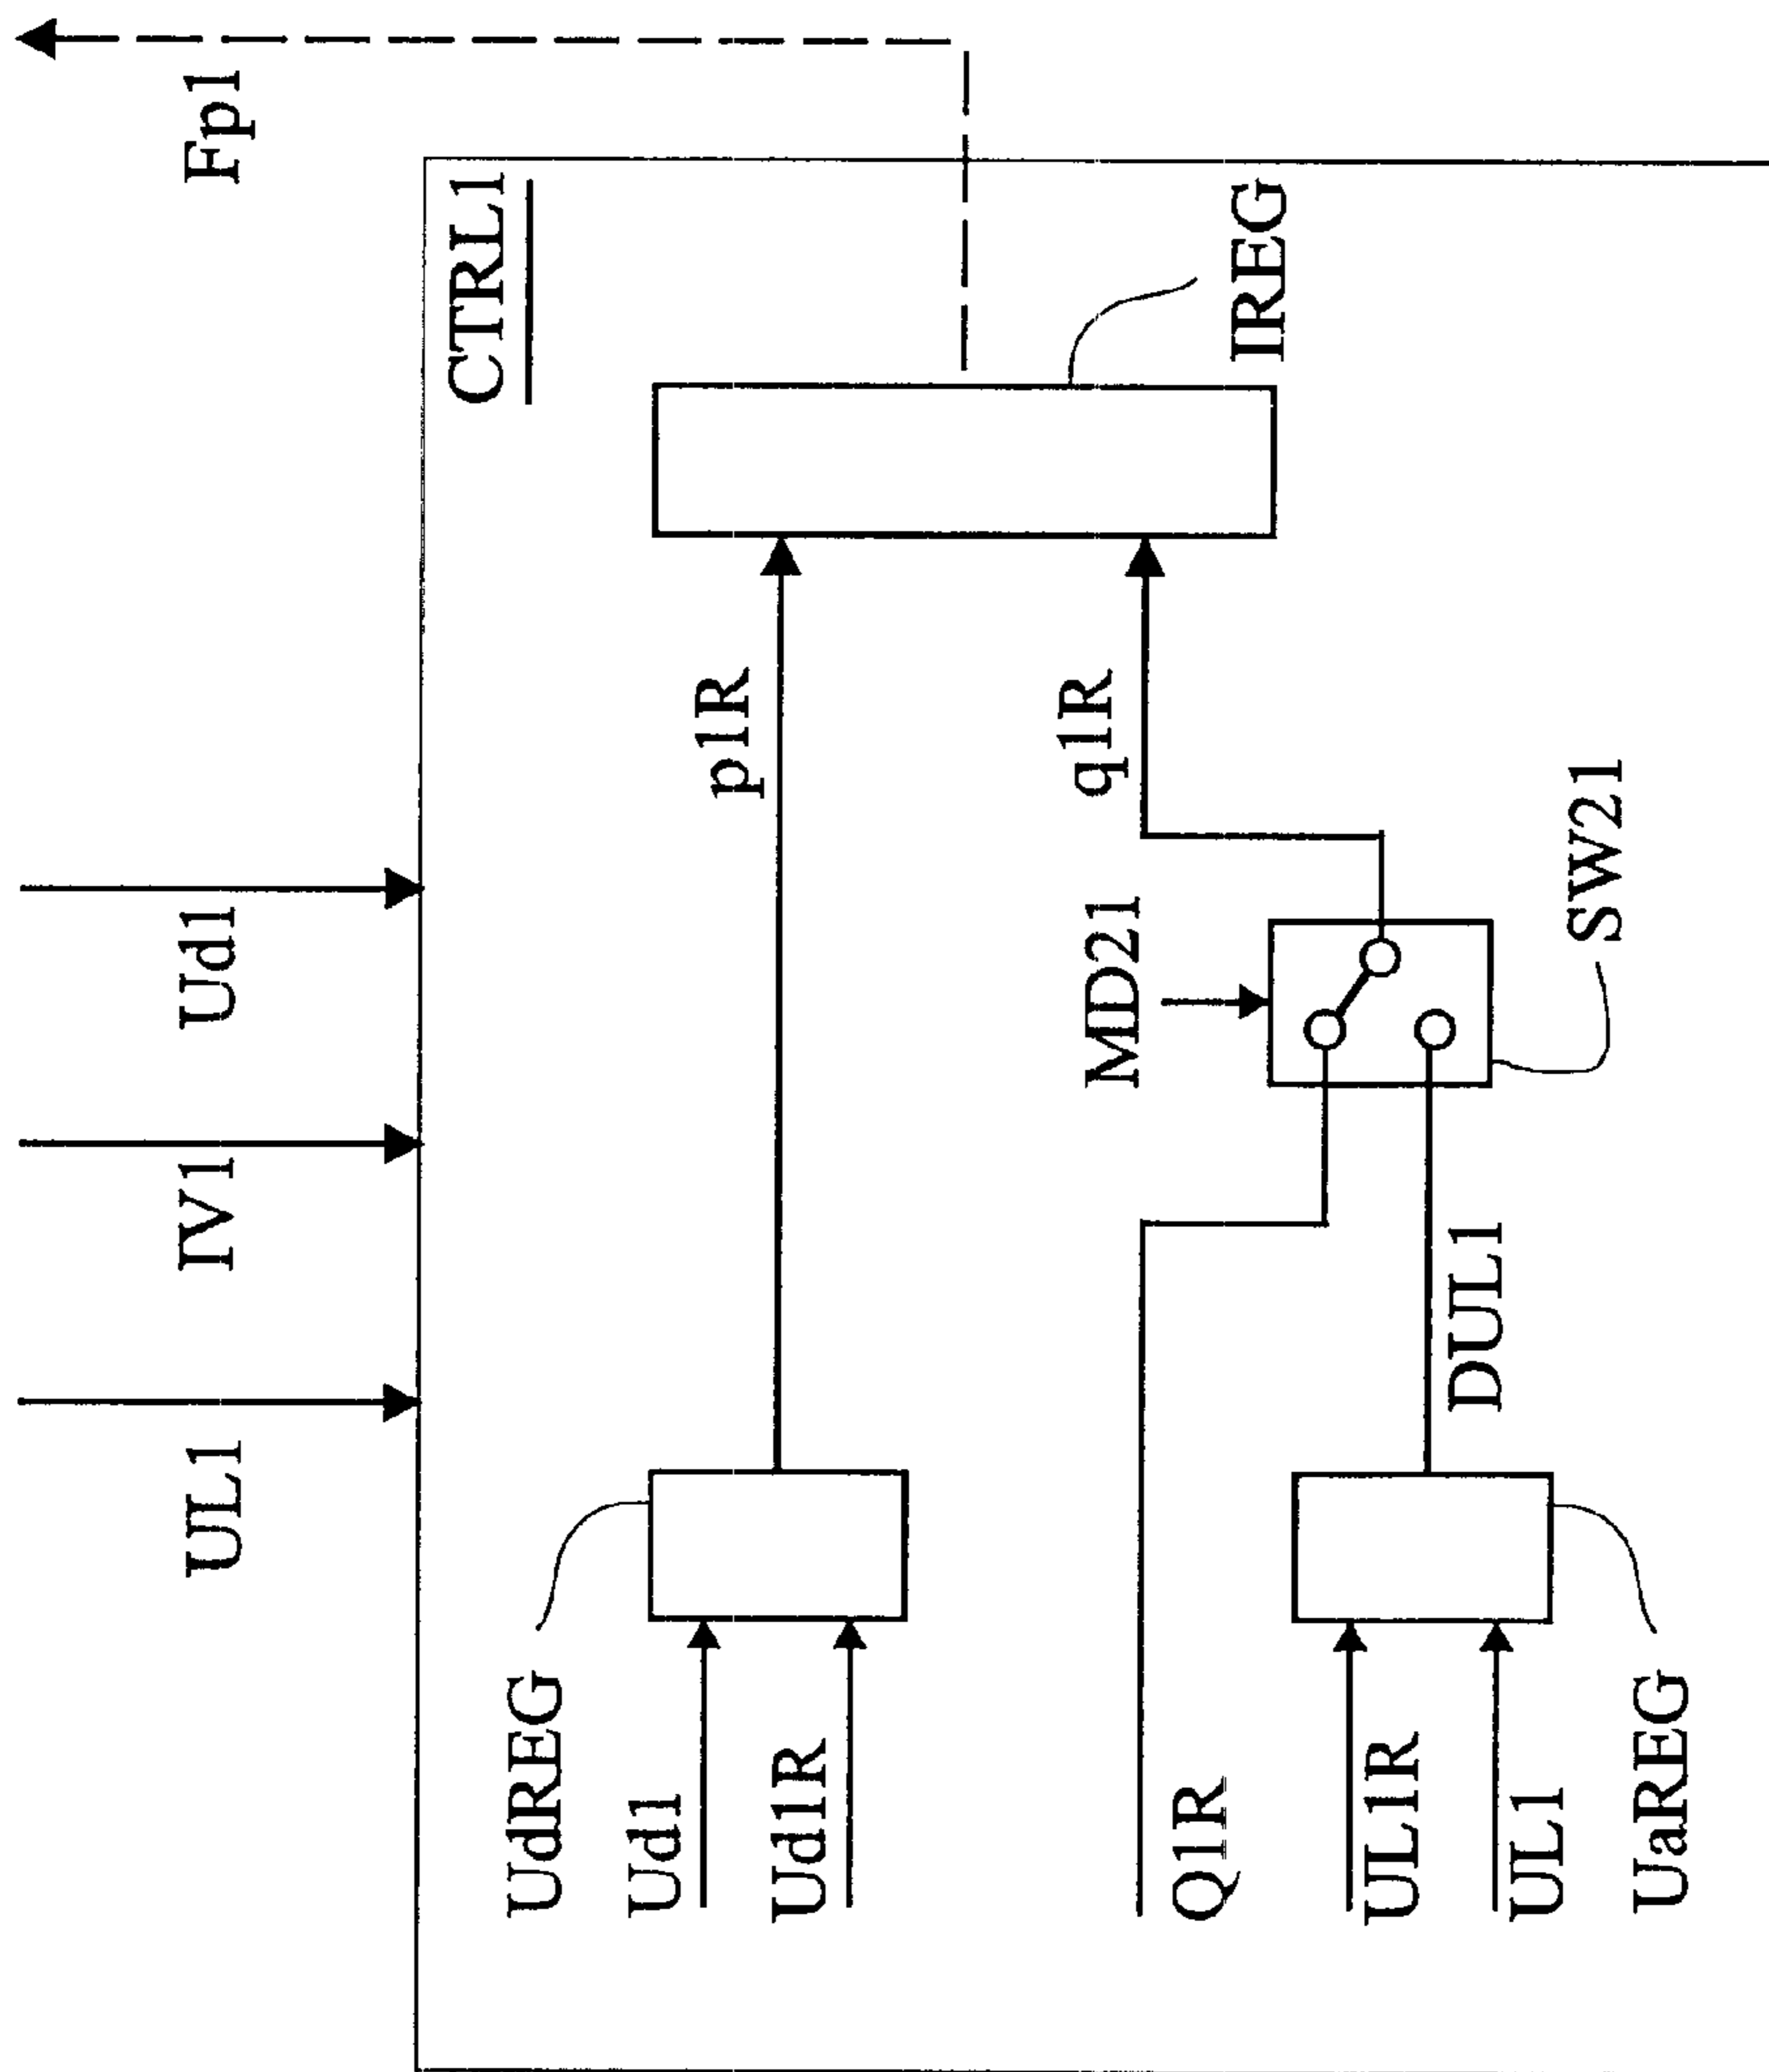 UL1
IV1
Ud1
Fp1
CTRL1
UdREG
Ud1
Ud1R
p1R
IREG
Q1R
q1R
MD21
UL1R
UL1
DUL1
SW21
UaREG